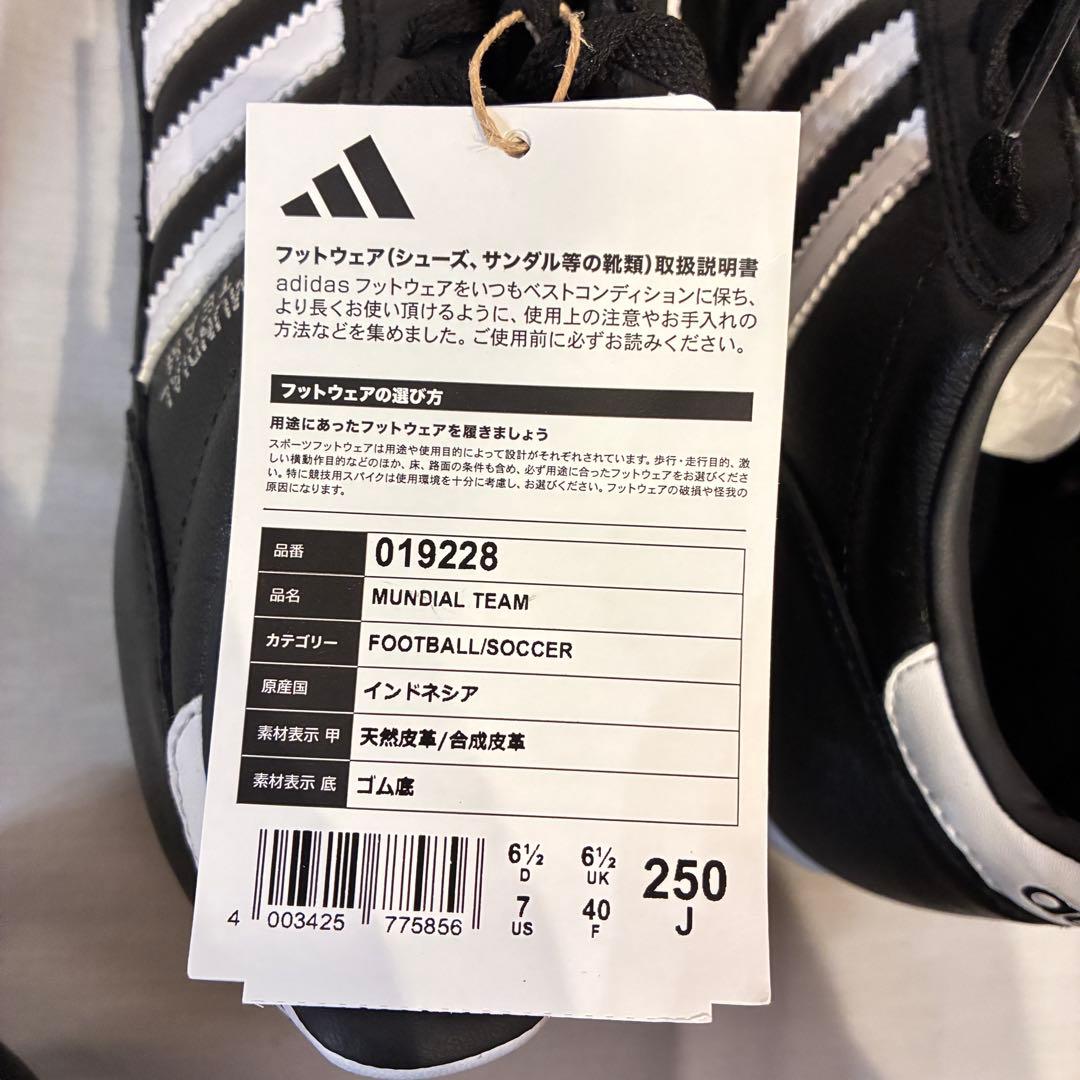 フットウェア(シューズ、サンダル等の靴類)取扱説明書
adidas フットウェアをいつもベストコンディションに保ち、
より長くお使い頂けるように、使用上の注意やお手入れの
方法などを集めました。ご使用前に必ずお読みください。
フットウェアの選び方
用途にあったフットウェアを履きましょう
スポーツフットウェアは用途や使用目的によって設計がそれぞれされています。歩行・走行目的、激
しい横動作目的などのほか、床、路面の条件も含め、必ず用途に合ったフットウェアをお選びくださ
い。特に競技用スパイクは使用環境を十分に考慮し、お選びください。フットウェアの破損や怪我の
原因になります。
品番 019228
品名 MUNDIAL TEAM
カテゴリー FOOTBALL/SOCCER
原産国 インドネシア
素材表示 甲 天然皮革/合成皮革
素材表示 底 ゴム底
6½ D 6½ UK 250 J
7 US 40 F
4 003425 775856
MUNDIAL
TEAM